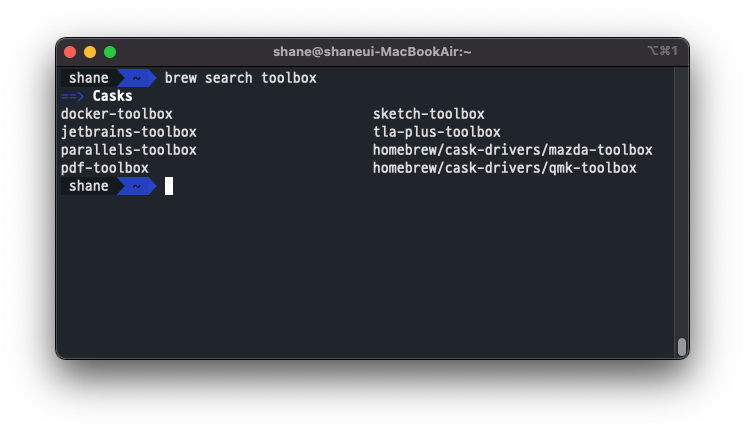 shane@shaneui-MacBookAir:~
⌥⌘1
shane ~ brew search toolbox
==> Casks
docker-toolbox sketch-toolbox
jetbrains-toolbox tla-plus-toolbox
parallels-toolbox homebrew/cask-drivers/mazda-toolbox
pdf-toolbox homebrew/cask-drivers/qmk-toolbox
shane ~